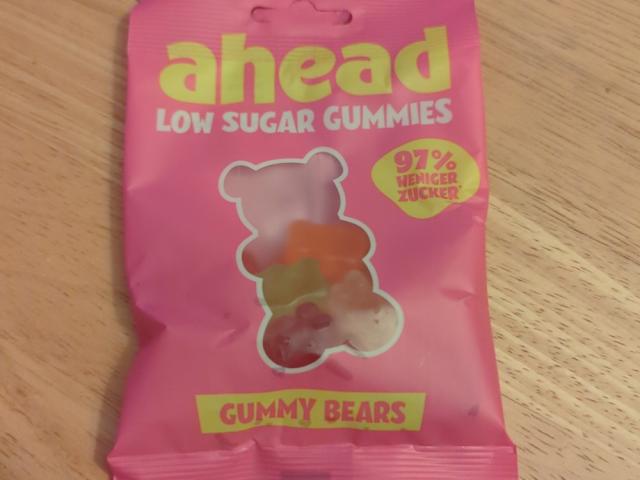 ahead
LOW SUGAR GUMMIES
97%
WENIGER
ZUCKER*
GUMMY BEARS